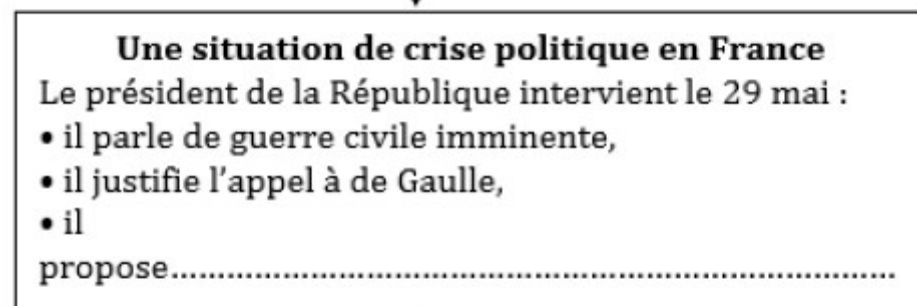 Une situation de crise politique en France
Le président de la République intervient le 29 mai :
• il parle de guerre civile imminente,
• il justifie l'appel à de Gaulle,
• il
propose..............................................................................